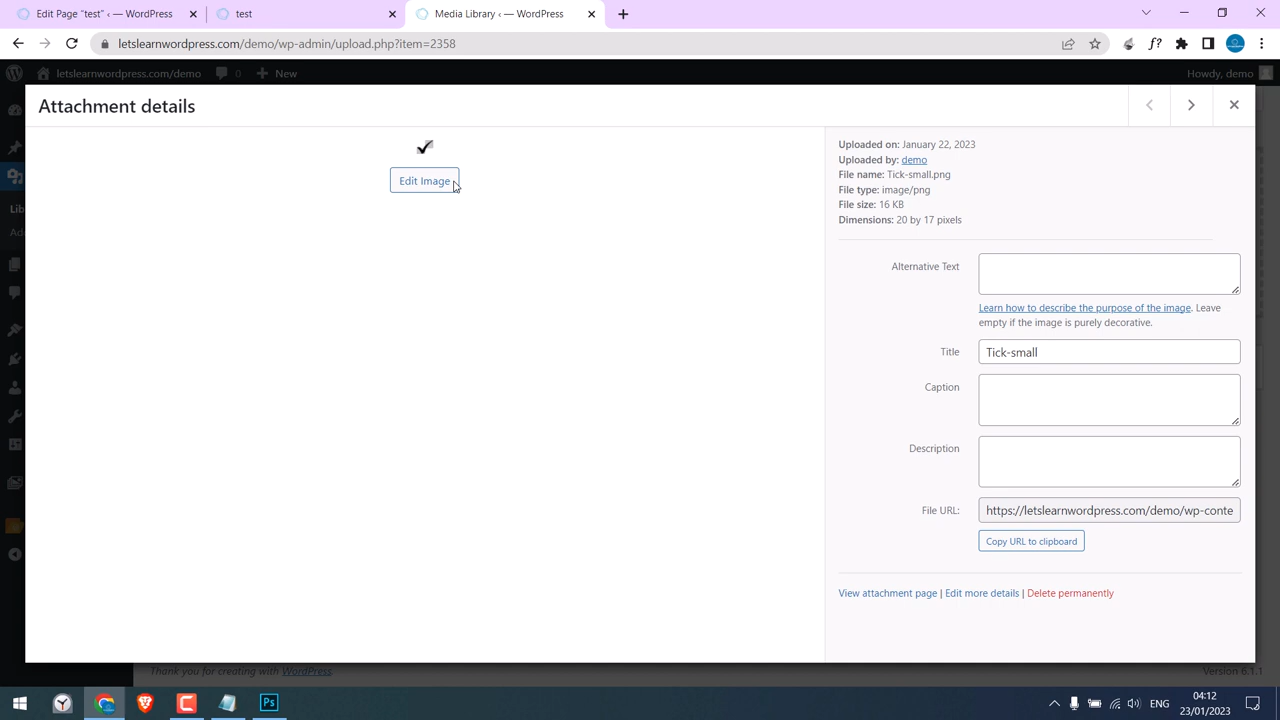 Edit Page "test" ‹ WordPress
test
Media Library ‹ — WordPress
letslearnwordpress.com/demo/wp-admin/upload.php?item=2358
letslearnwordpress.com/demo
0
New
Howdy, demo
Attachment details
Edit Image
Uploaded on: January 22, 2023
Uploaded by: demo
File name: Tick-small.png
File type: image/png
File size: 16 KB
Dimensions: 20 by 17 pixels
Alternative Text
Learn how to describe the purpose of the image. Leave
empty if the image is purely decorative.
Title
Tick-small
Caption
Description
File URL:
https://letslearnwordpress.com/demo/wp-conte
Copy URL to clipboard
View attachment page | Edit more details | Delete permanently
Lib
Ad
Thank you for creating with WordPress.
Version 6.1.1
Ps
ENG
04:12
23/01/2023